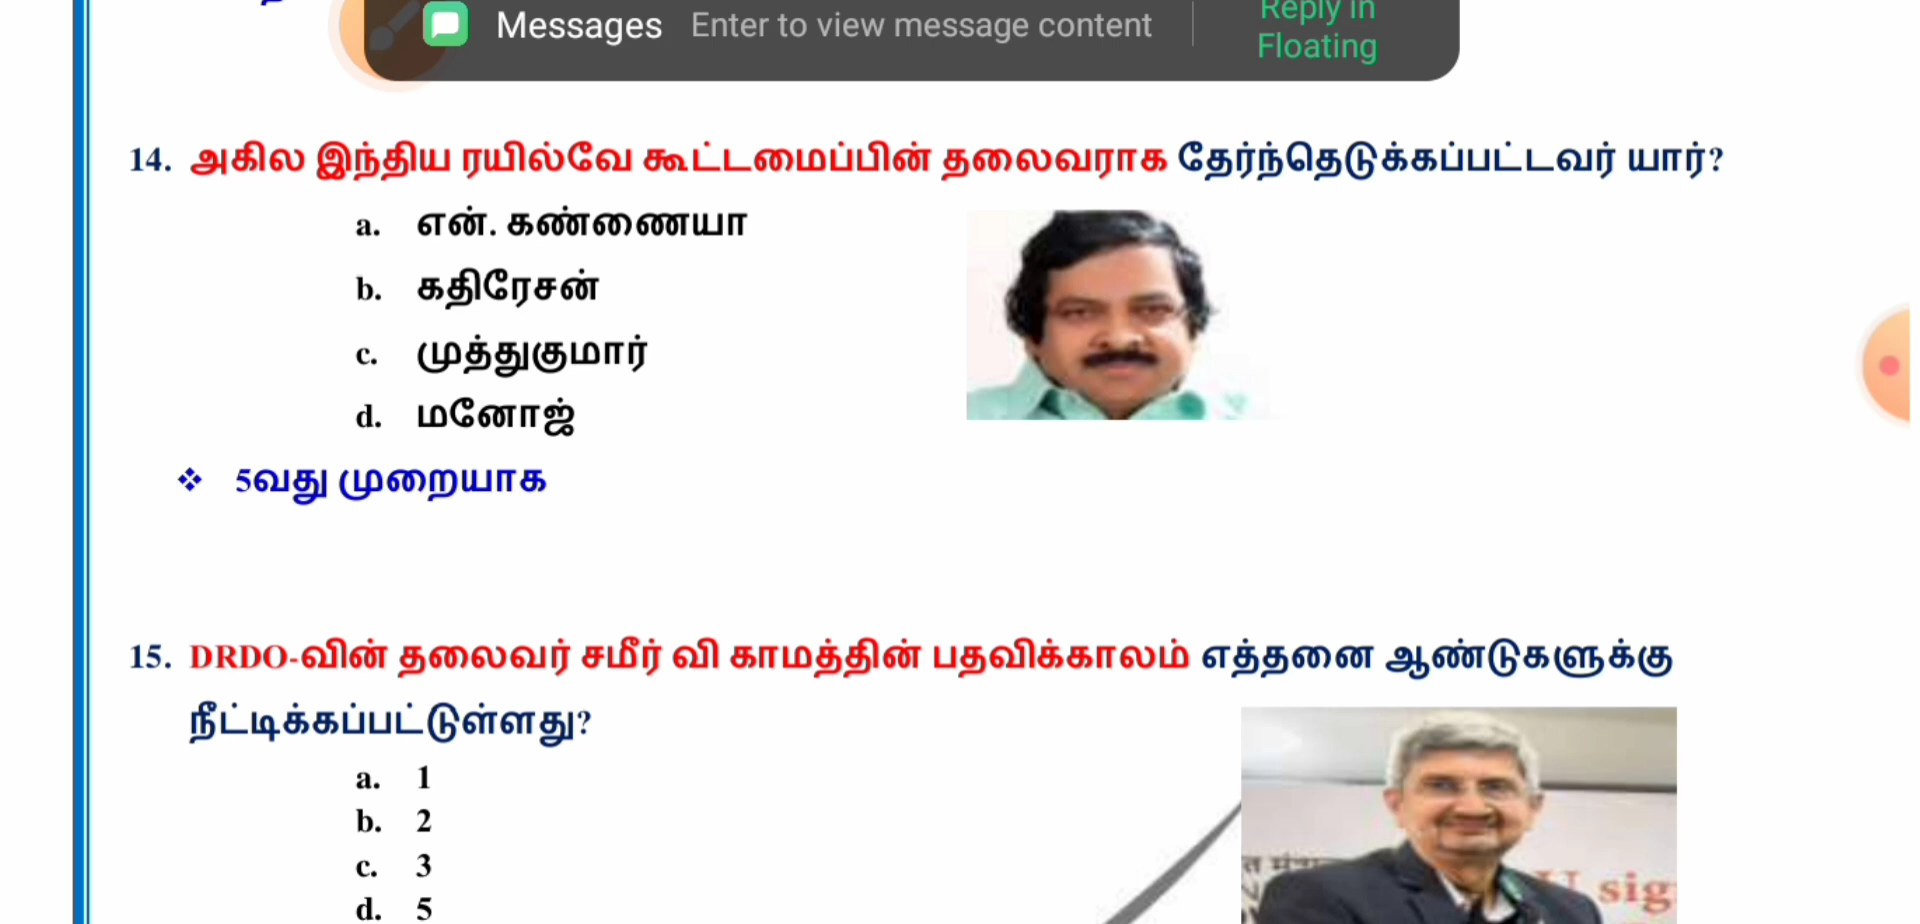 Messages Enter to view message content Reply in
Floating
14. அகில இந்திய ரயில்வே கூட்டமைப்பின் தலைவராக தேர்ந்தெடுக்கப்பட்டவர் யார்?
a. என். கண்ணையா
b. கதிரேசன்
c. முத்துகுமார்
d. மனோஜ்
❖ 5வது முறையாக
15. DRDO-வின் தலைவர் சமீர் வி காமத்தின் பதவிக்காலம் எத்தனை ஆண்டுகளுக்கு
நீட்டிக்கப்பட்டுள்ளது?
a. 1
b. 2
c. 3
d. 5
U sig